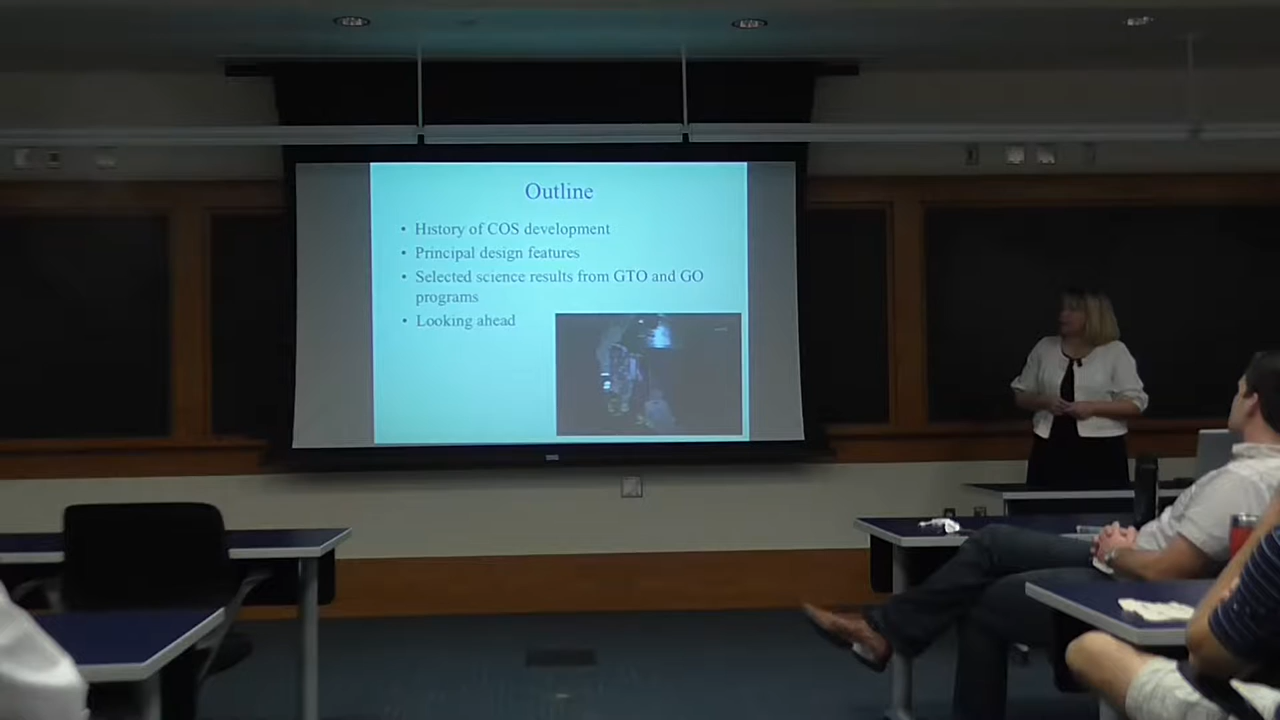 Outline
• History of COS development
• Principal design features
• Selected science results from GTO and GO
programs
• Looking ahead